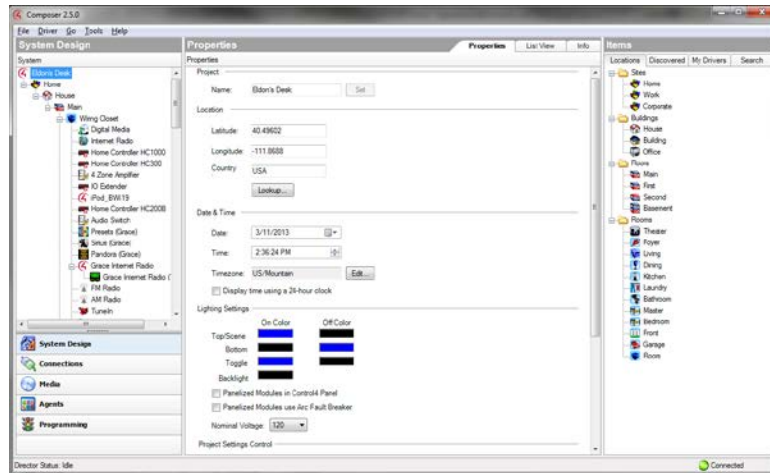 Composer 2.5.0
File Driver Go Tools Help
System Design
System
Eldon's Desk
Home
House
Main
Wiring Closet
Digital Media
Internet Radio
Home Controller HC1000
Home Controller HC300
4 Zone Amplifier
IO Extender
iPod_BWi19
Home Controller HC200B
Audio Switch
Presets (Grace)
Sirius (Grace)
Pandora (Grace)
Grace Internet Radio
Grace Internet Radio (
FM Radio
AM Radio
TuneIn
System Design
Connections
Media
Agents
Programming
Properties
Properties List View Info
Properties
Project
Name: Eldon's Desk Set
Location
Latitude: 40.49602
Longitude: -111.8688
Country USA
Lookup...
Date & Time
Date: 3/11/2013
Time: 2:36:24 PM
Timezone: US/Mountain Edit...
Display time using a 24-hour clock
Lighting Settings
On Color Off Color
Top/Scene
Bottom
Toggle
Backlight
Panelized Modules in Control4 Panel
Panelized Modules use Arc Fault Breaker
Nominal Voltage: 120
Project Settings Control
Items
Locations Discovered My Drivers Search
Sites
Home
Work
Corporate
Buildings
House
Building
Office
Floors
Main
First
Second
Basement
Rooms
Theater
Foyer
Living
Dining
Kitchen
Laundry
Bathroom
Master
Bedroom
Front
Garage
Room
Director Status: Idle
Connected